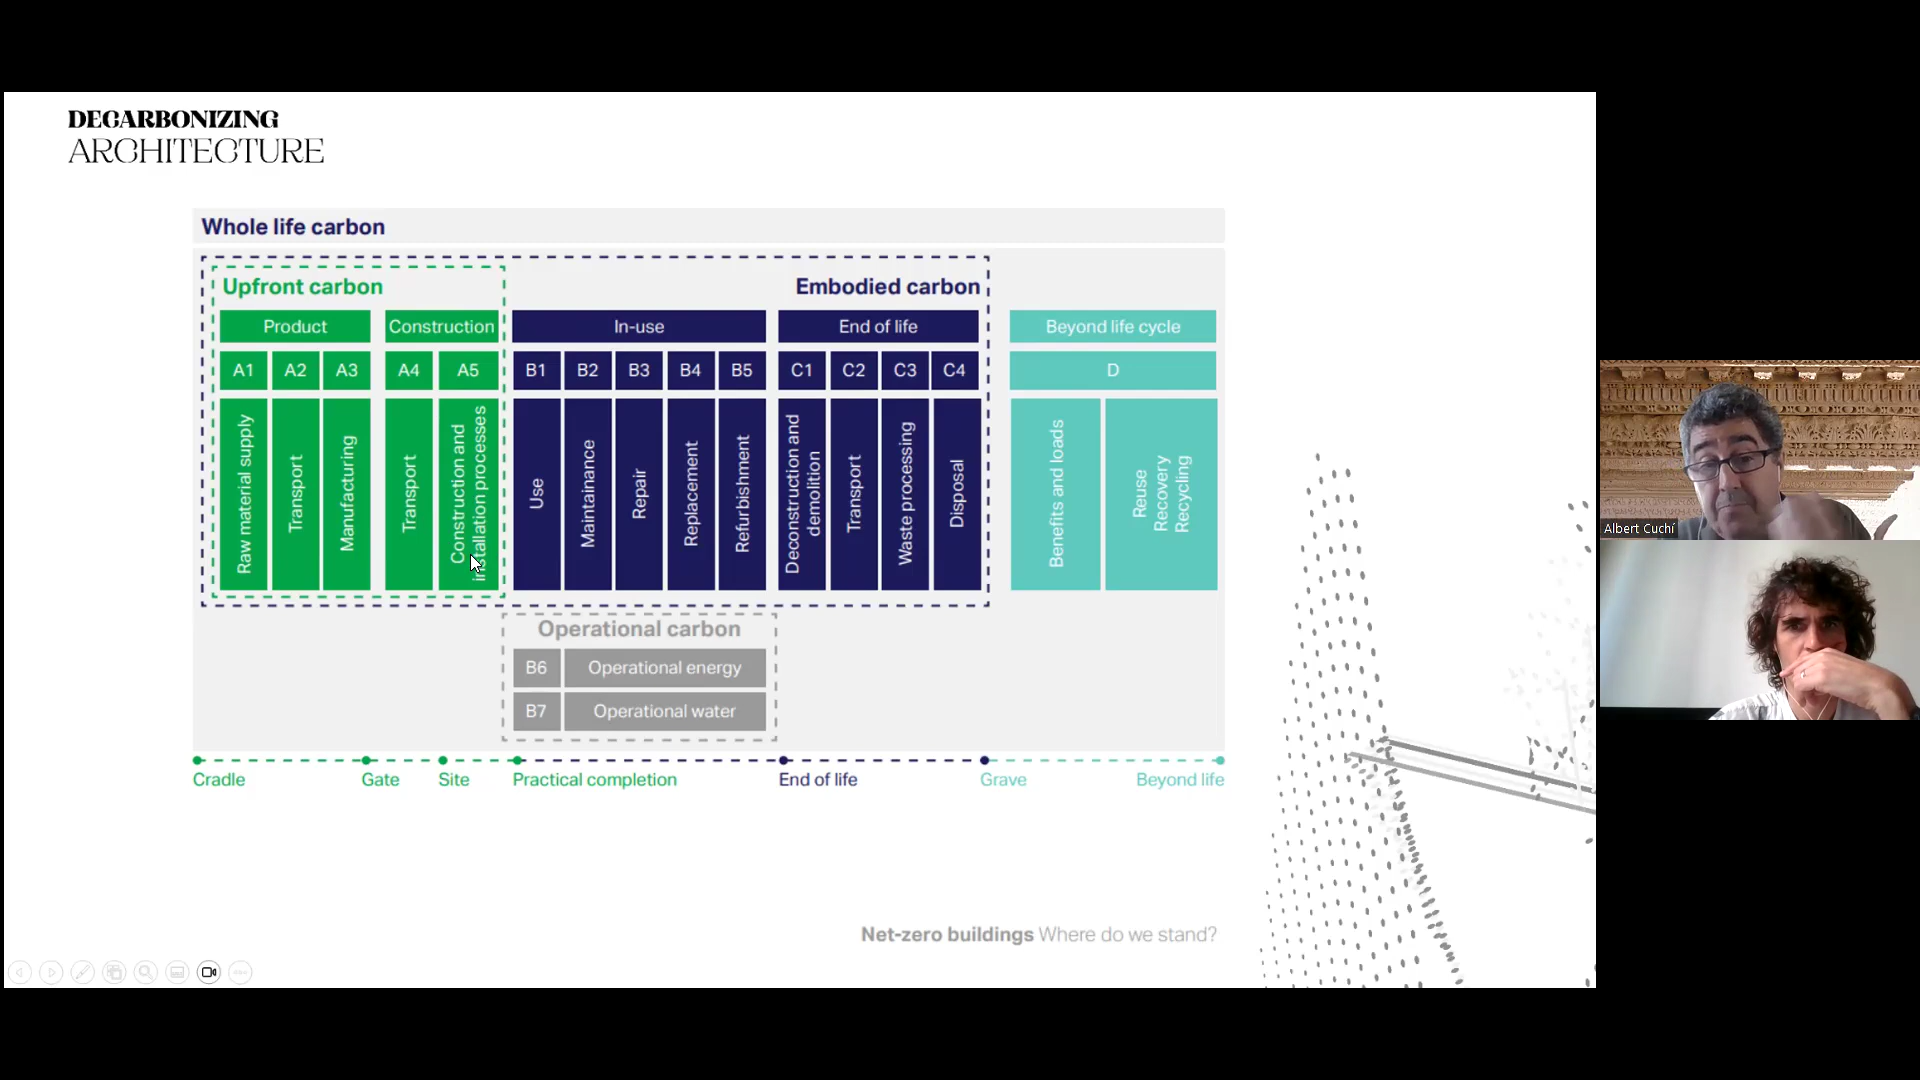 DECARBONIZING
ARCHITECTURE
Whole life carbon
Upfront carbon
Embodied carbon
Product
Construction
In-use
End of life
Beyond life cycle
A1
A2
A3
A4
A5
B1
B2
B3
B4
B5
C1
C2
C3
C4
D
Raw material supply
Transport
Manufacturing
Transport
Construction and
installation processes
Use
Maintainance
Repair
Replacement
Refurbishment
Deconstruction and
demolition
Transport
Waste processing
Disposal
Benefits and loads
Reuse
Recovery
Recycling
Operational carbon
B6
Operational energy
B7
Operational water
Cradle
Gate
Site
Practical completion
End of life
Grave
Beyond life
Net-zero buildings Where do we stand?
Albert Cuchí